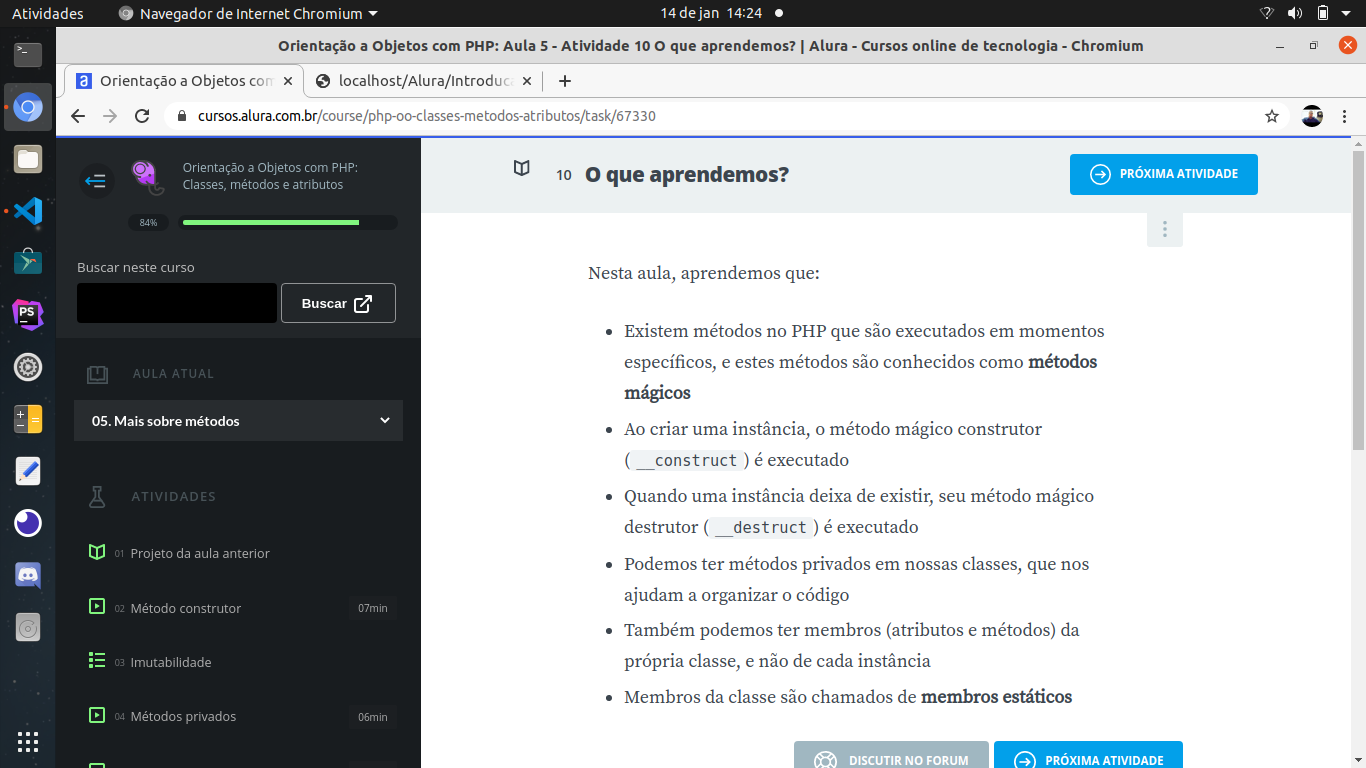 Atividades
Navegador de Internet Chromium
14 de jan 14:24
Orientação a Objetos com PHP: Aula 5 - Atividade 10 O que aprendemos? | Alura - Cursos online de tecnologia - Chromium
Orientação a Objetos com
localhost/Alura/Introduc
cursos.alura.com.br/course/php-oo-classes-metodos-atributos/task/67330
Orientação a Objetos com PHP:
Classes, métodos e atributos
84%
Buscar neste curso
Buscar
AULA ATUAL
05. Mais sobre métodos
ATIVIDADES
01 Projeto da aula anterior
02 Método construtor 07min
03 Imutabilidade
04 Métodos privados 06min
10 O que aprendemos?
PRÓXIMA ATIVIDADE
Nesta aula, aprendemos que:
• Existem métodos no PHP que são executados em momentos
específicos, e estes métodos são conhecidos como métodos
mágicos
• Ao criar uma instância, o método mágico construtor
( __construct ) é executado
• Quando uma instância deixa de existir, seu método mágico
destrutor ( __destruct ) é executado
• Podemos ter métodos privados em nossas classes, que nos
ajudam a organizar o código
• Também podemos ter membros (atributos e métodos) da
própria classe, e não de cada instância
• Membros da classe são chamados de membros estáticos
DISCUTIR NO FORUM
PRÓXIMA ATIVIDADE
PS